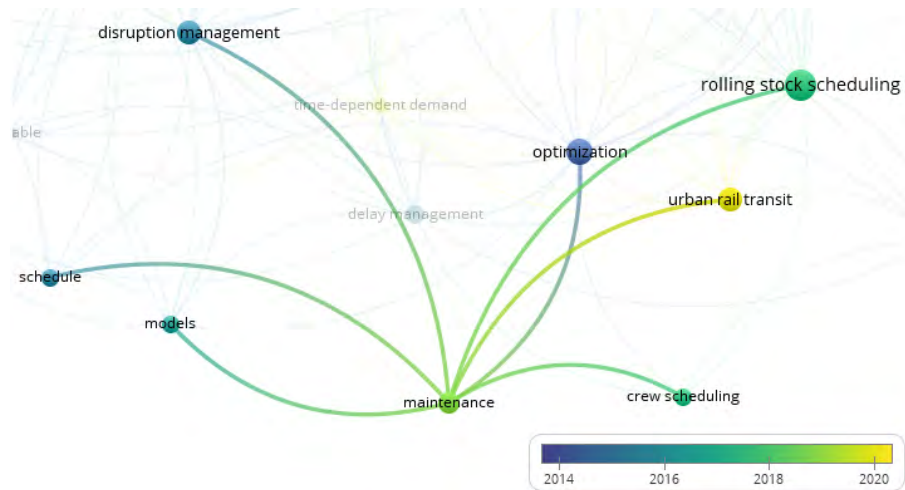 disruption management
rolling stock scheduling
time-dependent demand
able
optimization
urban rail transit
delay management
schedule
models
maintenance
crew scheduling
2014 2016 2018 2020